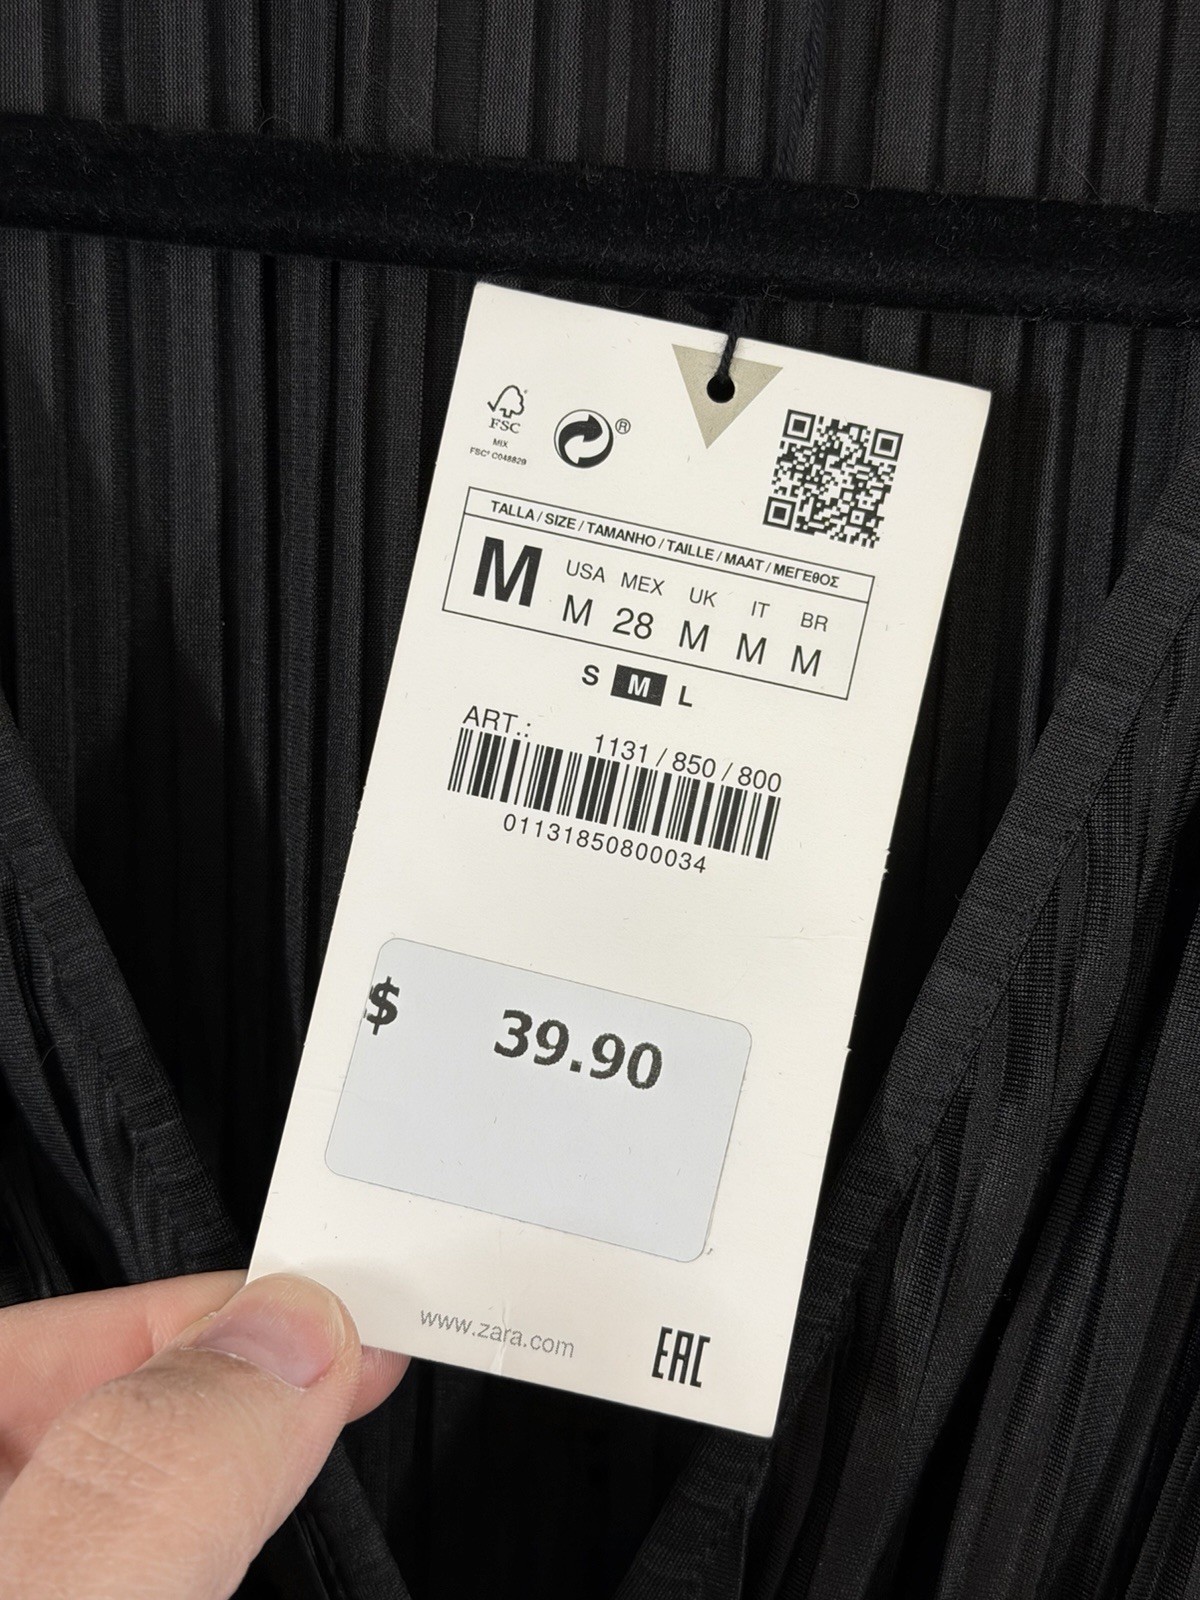 FSC
MIX
FSC® C048829
®
TALLA / SIZE / TAMANHO / TAILLE / MAAT / ΜΕΓΕΘΟΣ
M
USA MEX UK IT BR
M 28 M M M
S M L
ART.: 1131 / 850 / 800
01131850800034
$ 39.90
www.zara.com
EAC